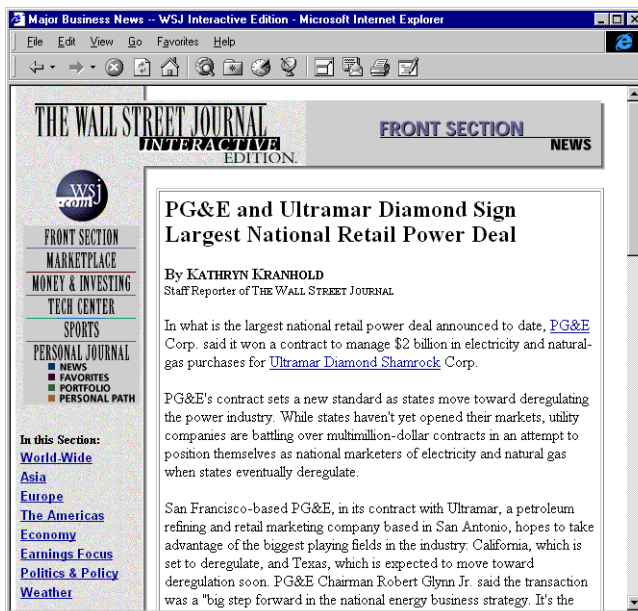 Major Business News -- WSJ Interactive Edition - Microsoft Internet Explorer
File Edit View Go Favorites Help
THE WALL STREET JOURNAL
INTERACTIVE
EDITION.
FRONT SECTION
NEWS
wsj
.com
FRONT SECTION
MARKETPLACE
MONEY & INVESTING
TECH CENTER
SPORTS
PERSONAL JOURNAL
NEWS
FAVORITES
PORTFOLIO
PERSONAL PATH
In this Section:
World-Wide
Asia
Europe
The Americas
Economy
Earnings Focus
Politics & Policy
Weather
PG&E and Ultramar Diamond Sign
Largest National Retail Power Deal
By KATHRYN KRANHOLD
Staff Reporter of THE WALL STREET JOURNAL
In what is the largest national retail power deal announced to date, PG&E
Corp. said it won a contract to manage $2 billion in electricity and natural-
gas purchases for Ultramar Diamond Shamrock Corp.
PG&E's contract sets a new standard as states move toward deregulating
the power industry. While states haven't yet opened their markets, utility
companies are battling over multimillion-dollar contracts in an attempt to
position themselves as national marketers of electricity and natural gas
when states eventually deregulate.
San Francisco-based PG&E, in its contract with Ultramar, a petroleum
refining and retail marketing company based in San Antonio, hopes to take
advantage of the biggest playing fields in the industry: California, which is
set to deregulate, and Texas, which is expected to move toward
deregulation soon. PG&E Chairman Robert Glynn Jr. said the transaction
was a "big step forward in the national energy business strategy. It's the